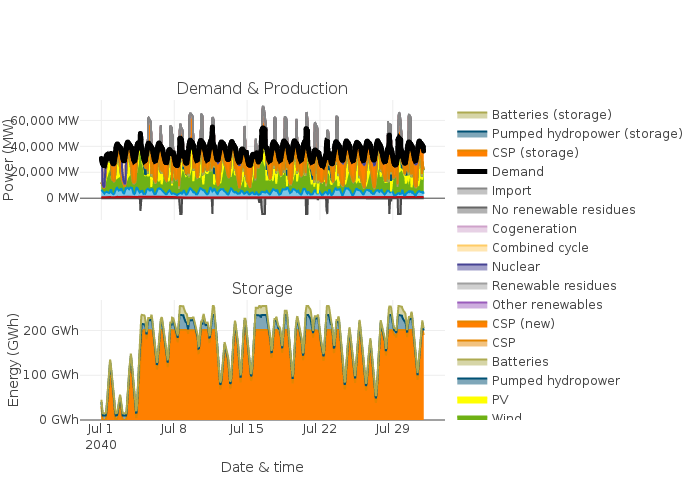 Demand & Production
Power (MW)
60,000 MW
40,000 MW
20,000 MW
0 MW
Storage
Energy (GWh)
200 GWh
100 GWh
0 GWh
Jul 1
2040
Jul 8
Jul 15
Jul 22
Jul 29
Date & time
Batteries (storage)
Pumped hydropower (storage)
CSP (storage)
Demand
Import
No renewable residues
Cogeneration
Combined cycle
Nuclear
Renewable residues
Other renewables
CSP (new)
CSP
Batteries
Pumped hydropower
PV
Wind